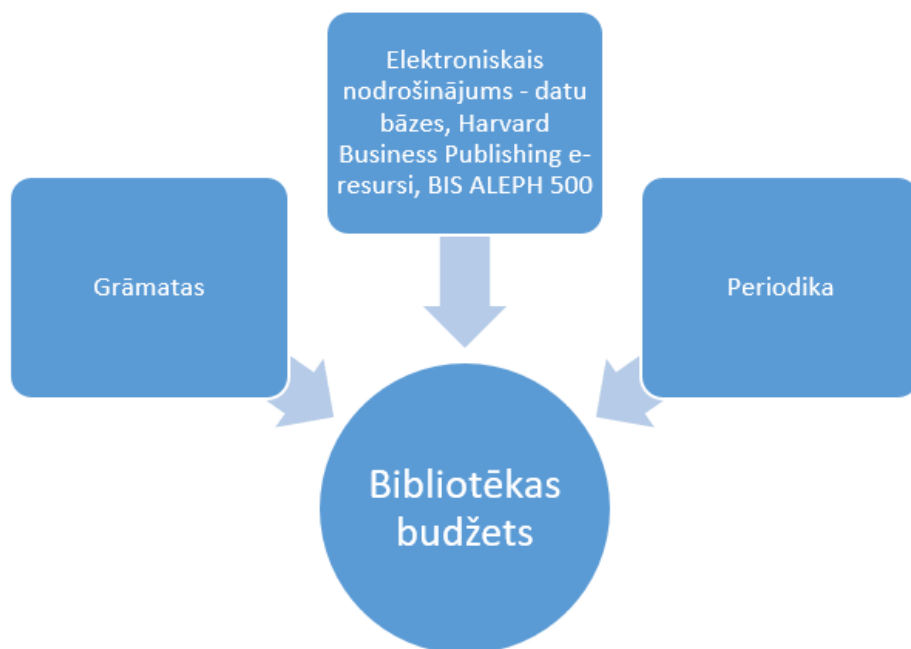 Elektroniskais
nodrošinājums - datu
bāzes, Harvard
Business Publishing e-
resursi, BIS ALEPH 500
Grāmatas
Periodika
Bibliotēkas
budžets